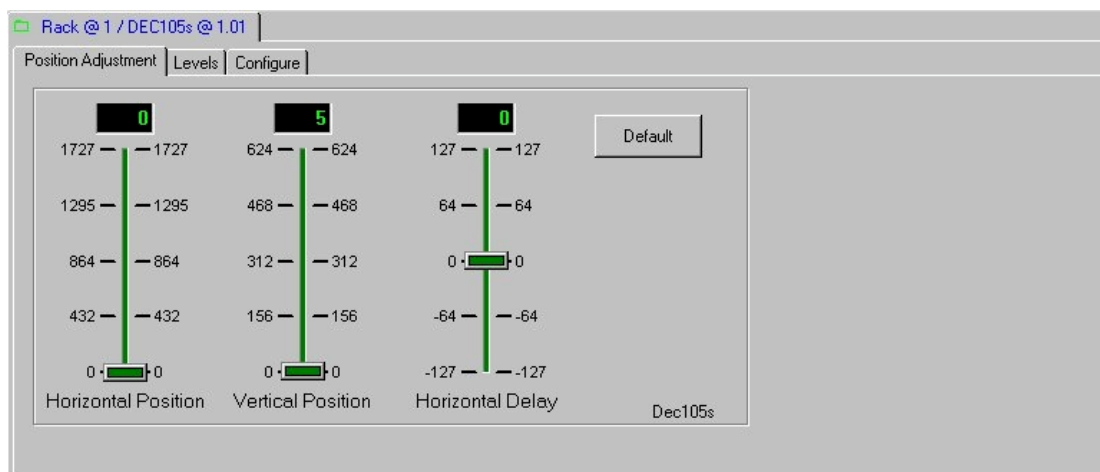 Rack @ 1 / DEC105s @ 1.01
Position Adjustment Levels Configure
0 5 0
Default
1727 1727 624 624 127 127
1295 1295 468 468 64 64
864 864 312 312 0 0
432 432 156 156 -64 -64
0 0 0 0 -127 -127
Horizontal Position Vertical Position Horizontal Delay
Dec105s